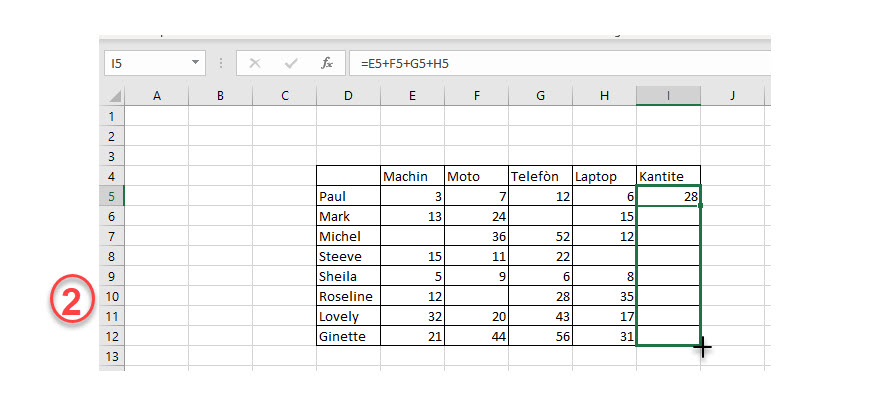 I5 fx =E5+F5+G5+H5
A B C D E F G H I J
1
2
3
4 Machin Moto Telefòn Laptop Kantite
5 Paul 3 7 12 6 28
6 Mark 13 24 15
7 Michel 36 52 12
8 Steeve 15 11 22
9 Sheila 5 9 6 8
2
10 Roseline 12 28 35
11 Lovely 32 20 43 17
12 Ginette 21 44 56 31
13